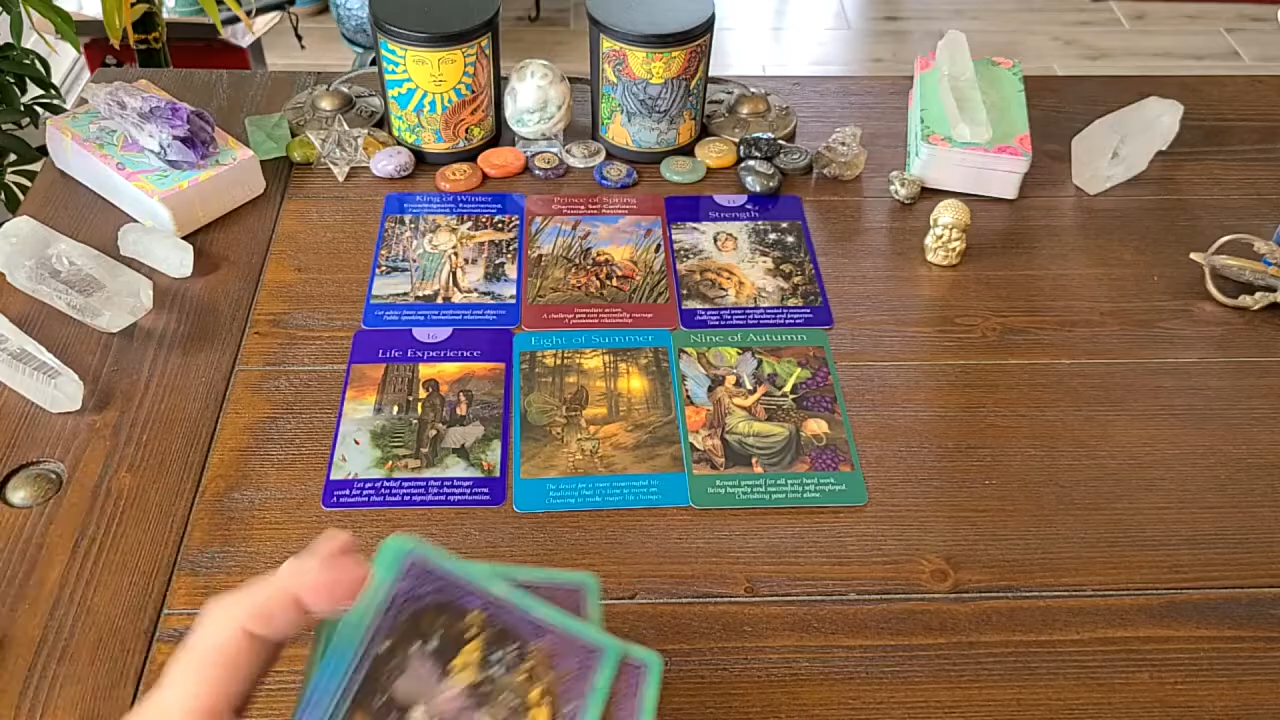 King of Winter
Knowledgeable, Experienced,
Fair-minded, Unemotional
Get advice from someone professional and objective.
Public speaking. Unemotional relationships.
Prince of Spring
Charming, Self-Confident,
Passionate, Restless
Immediate action.
A challenge you can successfully manage.
A passionate relationship.
11
Strength
The grace and inner strength needed to overcome
challenges. The power of kindness and forgiveness.
Time to embrace how wonderful you are!
16
Life Experience
Let go of belief systems that no longer
work for you. An important, life-changing event.
A situation that leads to significant opportunities.
Eight of Summer
The desire for a more meaningful life.
Realizing that it's time to move on.
Choosing to make major life changes.
Nine of Autumn
Reward yourself for all your hard work.
Being happily and successfully self-employed.
Cherishing your time alone.